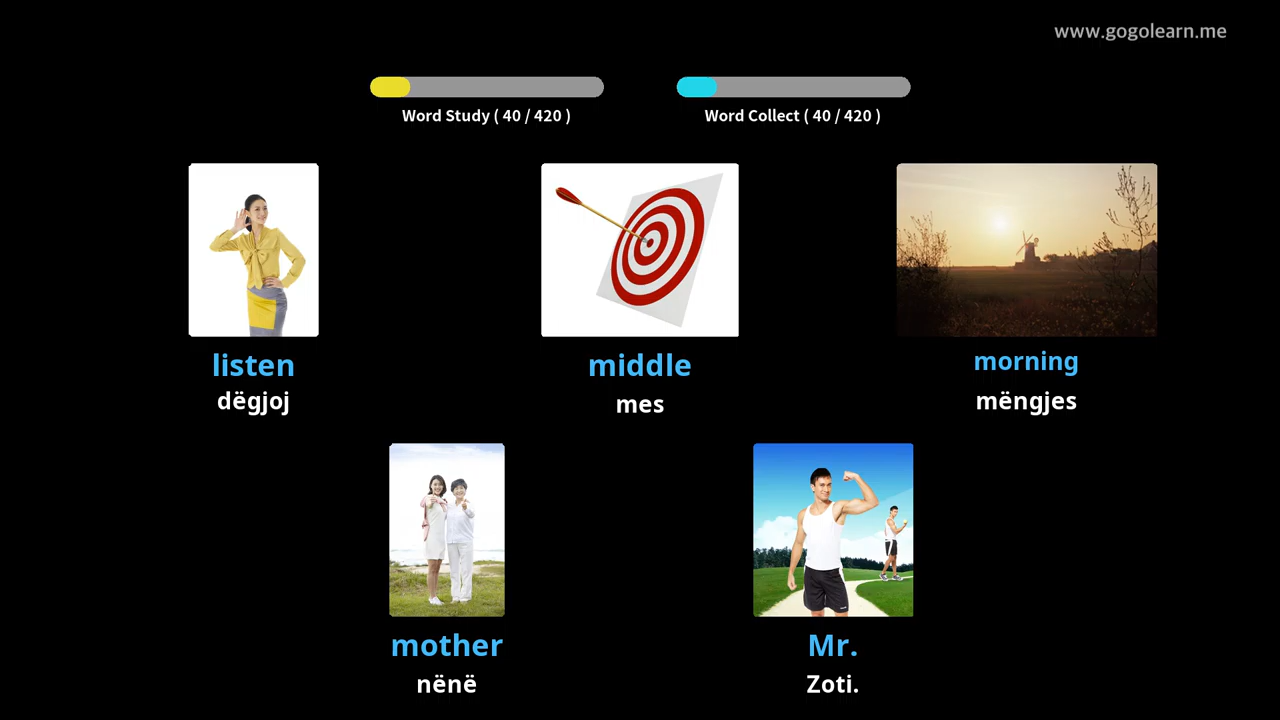 www.gogolearn.me
Word Study ( 40 / 420 )
Word Collect ( 40 / 420 )
listen
dëgjoj
middle
mes
morning
mëngjes
mother
nënë
Mr.
Zoti.